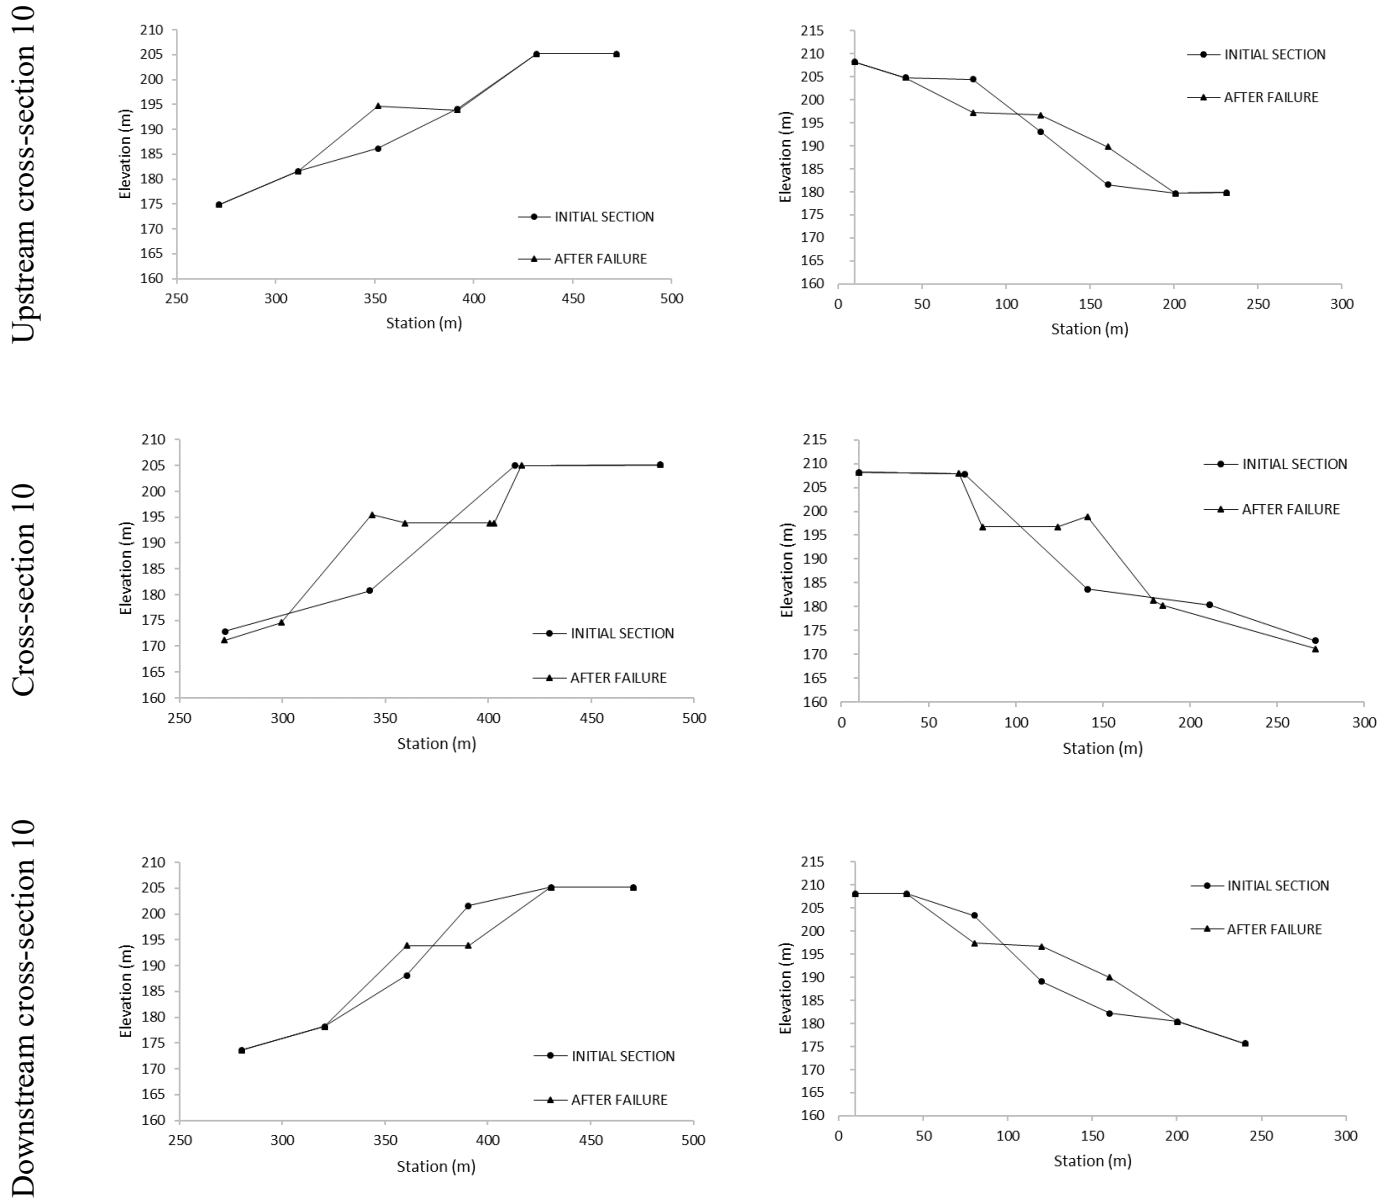 Upstream cross-section 10
210
205
200
195
190
185
180
175
170
165
160
Elevation (m)
250 300 350 400 450 500
Station (m)
INITIAL SECTION
AFTER FAILURE
215
210
205
200
195
190
185
180
175
170
165
160
Elevation (m)
0 50 100 150 200 250 300
Station (m)
INITIAL SECTION
AFTER FAILURE
Cross-section 10
210
205
200
195
190
185
180
175
170
165
160
Elevation (m)
250 300 350 400 450 500
Station (m)
INITIAL SECTION
AFTER FAILURE
215
210
205
200
195
190
185
180
175
170
165
160
Elevation (m)
0 50 100 150 200 250 300
Station (m)
INITIAL SECTION
AFTER FAILURE
Downstream cross-section 10
210
205
200
195
190
185
180
175
170
165
160
Elevation (m)
250 300 350 400 450 500
Station (m)
INITIAL SECTION
AFTER FAILURE
215
210
205
200
195
190
185
180
175
170
165
160
Elevation (m)
0 50 100 150 200 250 300
Station (m)
INITIAL SECTION
AFTER FAILURE